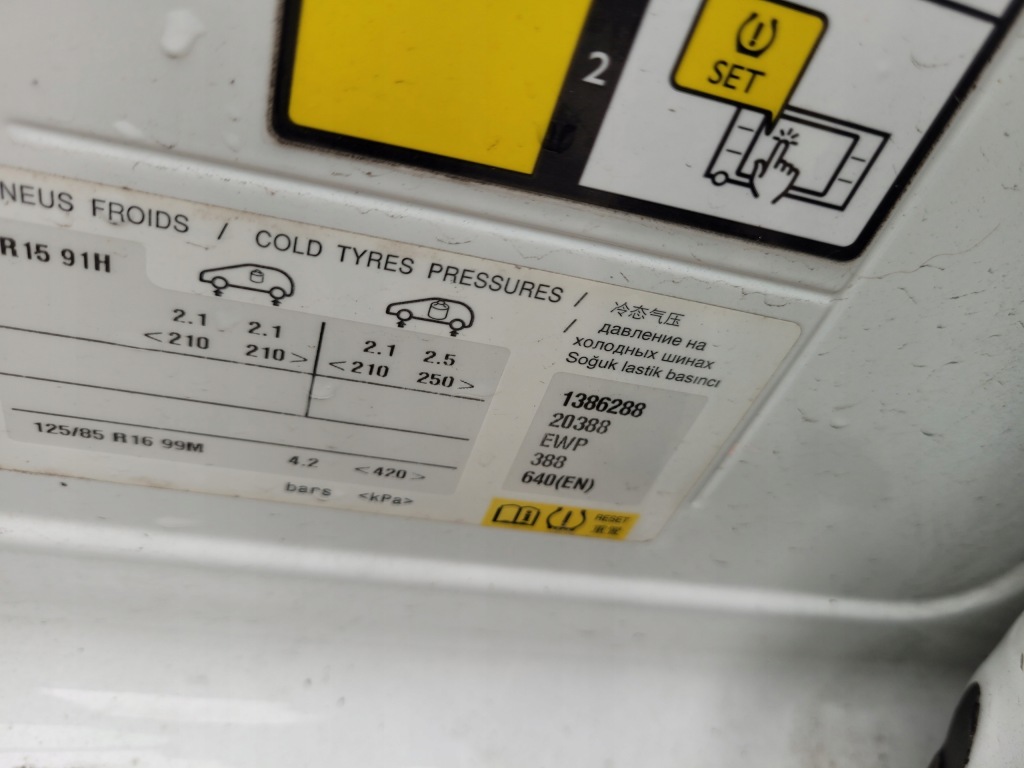 2
SET
NEUS FROIDS / COLD TYRES PRESSURES / 冷态气压
/ давление на
холодных шинах
Soğuk lastik basıncı
R 15 91H
2.1 2.1
<210 210>
2.1 2.5
<210 250>
125/85 R16 99M
4.2 <420>
bars <kPa>
1386288
20388
EWP
388
640(EN)
RESET